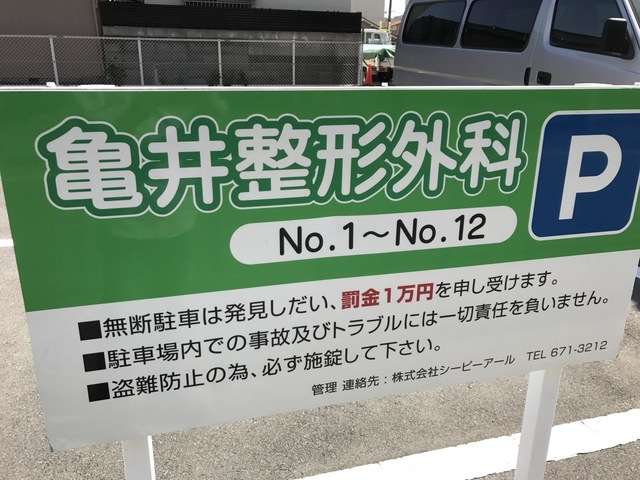 亀井整形外科
P
No.1～No.12
■無断駐車は発見しだい、罰金1万円を申し受けます。
■駐車場内での事故及びトラブルには一切責任を負いません。
■盗難防止の為、必ず施錠して下さい。
管理 連絡先：株式会社シービーアール TEL 671-3212